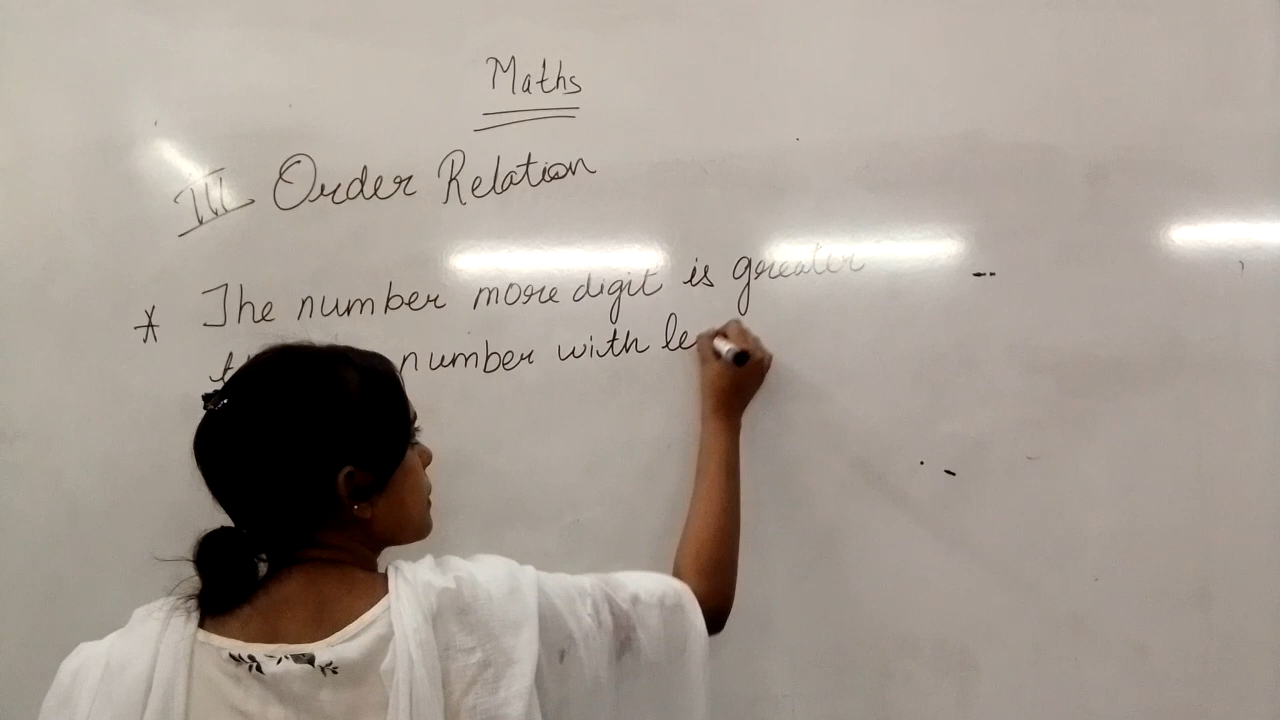 Maths
III Order Relation
* The number more digit is greater
number with le